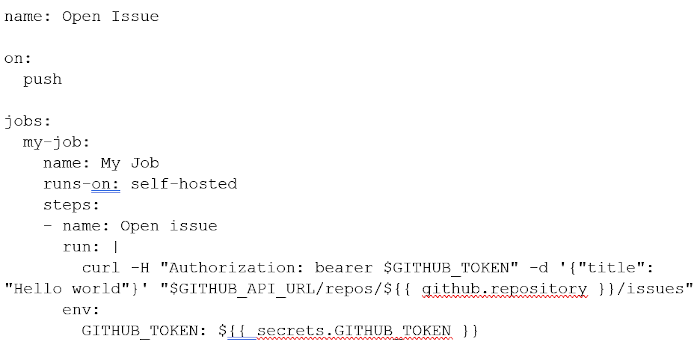 name: Open Issue
on:
push
jobs:
my-job:
name: My Job
runs-on: self-hosted
steps:
- name: Open issue
run: |
curl -H "Authorization: bearer $GITHUB_TOKEN" -d '{"title":
"Hello world"}' "$GITHUB_API_URL/repos/${{ github.repository }}/issues"
env:
GITHUB_TOKEN: ${{ secrets.GITHUB_TOKEN }}